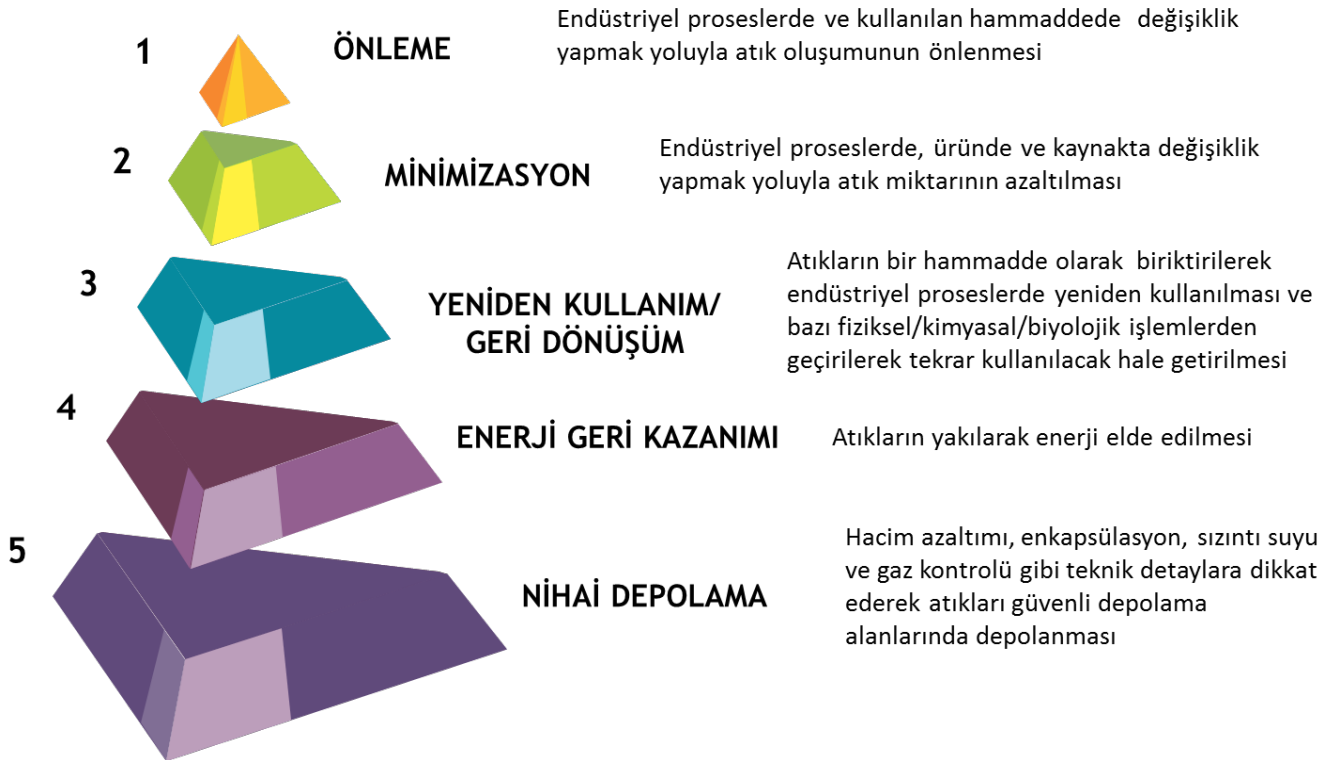 1
ÖNLEME
Endüstriyel proseslerde ve kullanılan hammaddede değişiklik
yapmak yoluyla atık oluşumunun önlenmesi
2
MİNİMİZASYON
Endüstriyel proseslerde, üründe ve kaynakta değişiklik
yapmak yoluyla atık miktarının azaltılması
3
YENİDEN KULLANIM/
GERİ DÖNÜŞÜM
Atıkların bir hammadde olarak biriktirilerek
endüstriyel proseslerde yeniden kullanılması ve
bazı fiziksel/kimyasal/biyolojik işlemlerden
geçirilerek tekrar kullanılacak hale getirilmesi
4
ENERJİ GERİ KAZANIMI
Atıkların yakılarak enerji elde edilmesi
5
NİHAİ DEPOLAMA
Hacim azaltımı, enkapsülasyon, sızıntı suyu
ve gaz kontrolü gibi teknik detaylara dikkat
ederek atıkları güvenli depolama
alanlarında depolanması